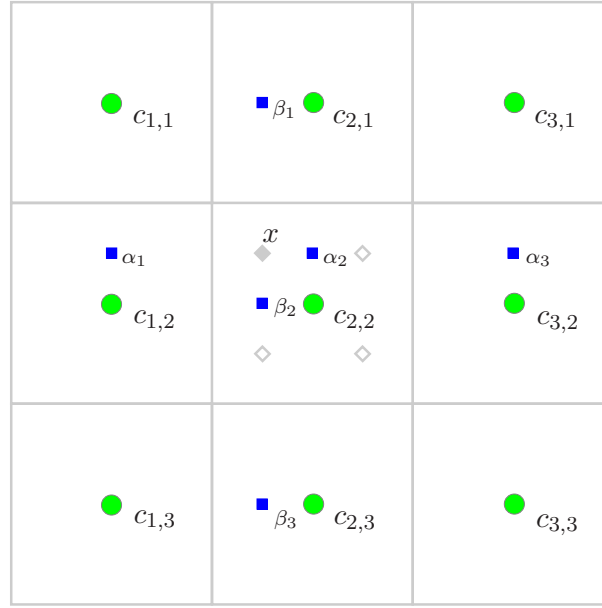 c1,1 β1 c2,1 c3,1
x
α1 α2 α3
c1,2 β2 c2,2 c3,2
c1,3 β3 c2,3 c3,3